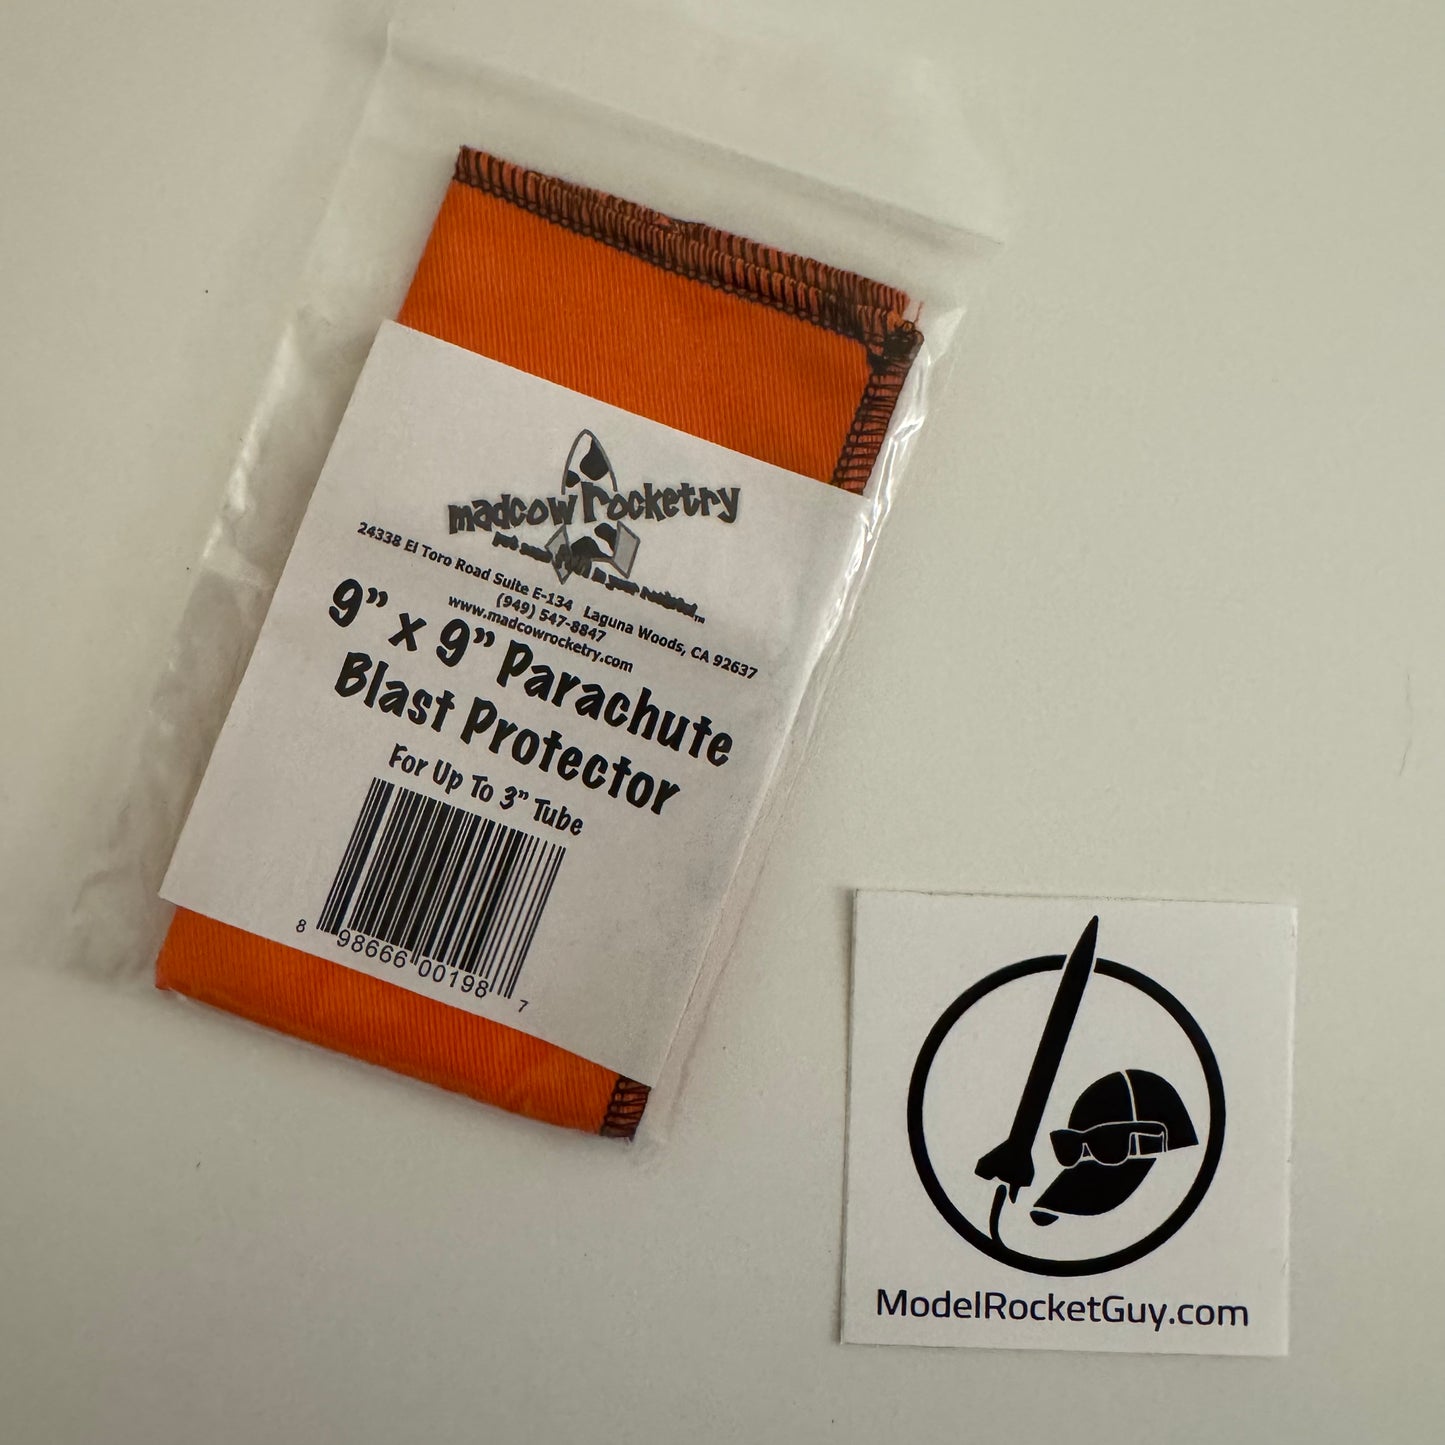 madcow rocketry
24338 El Toro Road Suite E-134 Laguna Woods, CA 92637
(949) 547-8847
www.madcowrocketry.com
9” x 9” Parachute
Blast Protector
For Up To 3” Tube
8 98666 00198 7
ModelRocketGuy.com